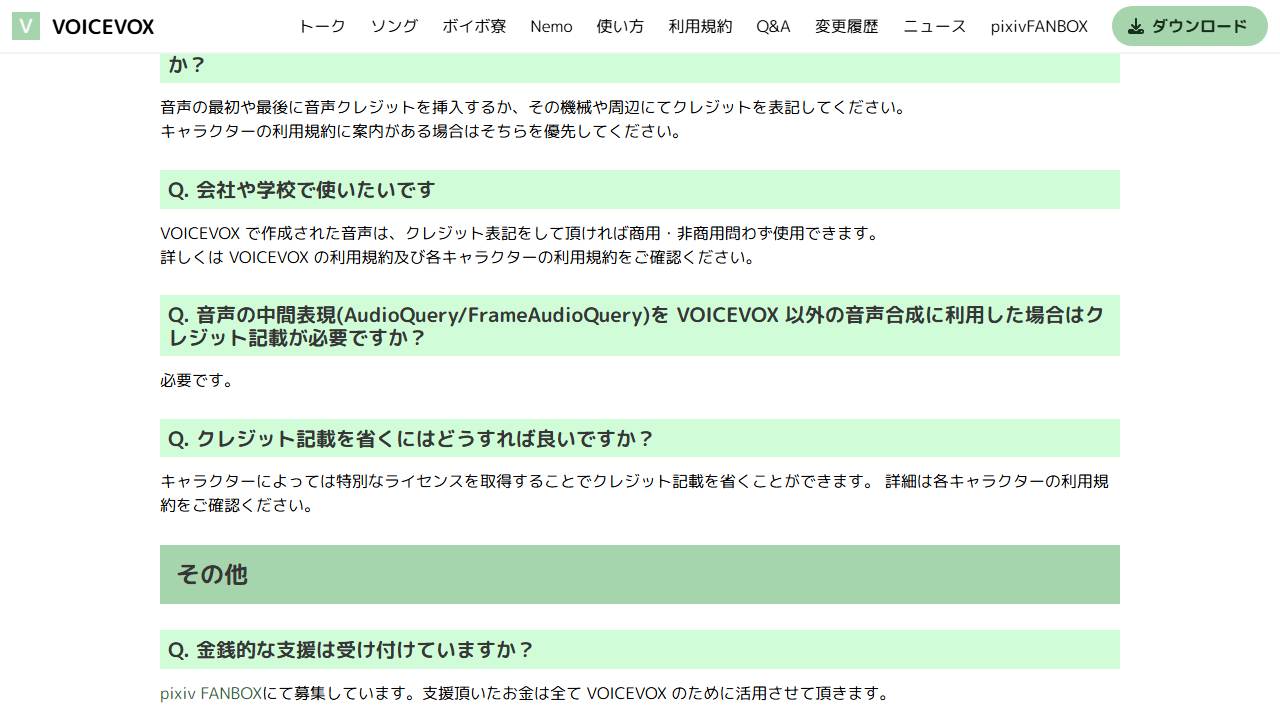 V VOICEVOX トーク ソング ボイボ寮 Nemo 使い方 利用規約 Q&A 変更履歴 ニュース pixivFANBOX ダウンロード
か？
音声の最初や最後に音声クレジットを挿入するか、その機械や周辺にてクレジットを表記してください。
キャラクターの利用規約に案内がある場合はそちらを優先してください。
Q. 会社や学校で使いたいです
VOICEVOX で作成された音声は、クレジット表記をして頂ければ商用・非商用問わず使用できます。
詳しくは VOICEVOX の利用規約及び各キャラクターの利用規約をご確認ください。
Q. 音声の中間表現(AudioQuery/FrameAudioQuery)を VOICEVOX 以外の音声合成に利用した場合はク
レジット記載が必要ですか？
必要です。
Q. クレジット記載を省くにはどうすれば良いですか？
キャラクターによっては特別なライセンスを取得することでクレジット記載を省くことができます。 詳細は各キャラクターの利用規
約をご確認ください。
その他
Q. 金銭的な支援は受け付けていますか？
pixiv FANBOXにて募集しています。支援頂いたお金は全て VOICEVOX のために活用させて頂きます。